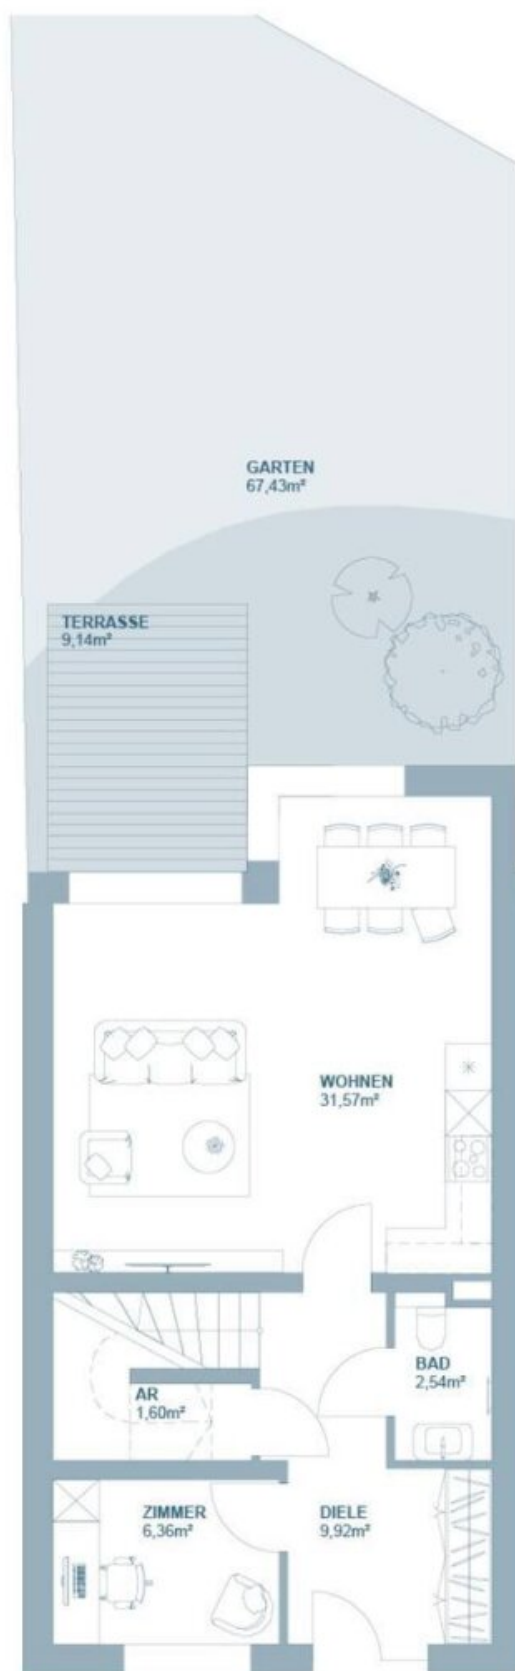 GARTEN
67,43m²
TERRASSE
9,14m²
WOHNEN
31,57m²
BAD
2,54m²
AR
1,60m²
ZIMMER
6,36m²
DIELE
9,92m²